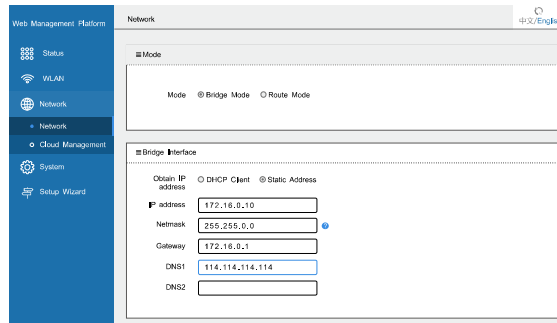 Web Management Platform
Network
中文/Englis
Status
WLAN
Network
Network
Cloud Management
System
Setup Wizard
Mode
Mode
Bridge Mode
Route Mode
Bridge Interface
Obtain IP address
DHCP Client
Static Address
IP address
172.16.0.10
Netmask
255.255.0.0
?
Gateway
172.16.0.1
DNS1
114.114.114.114
DNS2